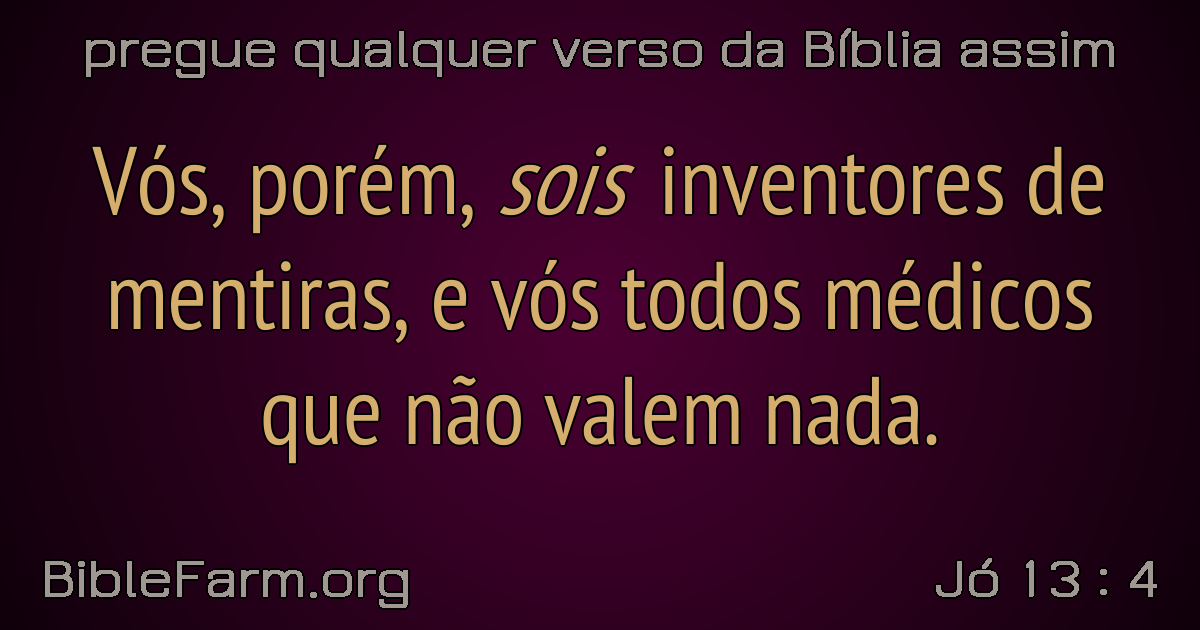 pregue qualquer verso da Bíblia assim
Vós, porém, sois inventores de
mentiras, e vós todos médicos
que não valem nada.
BibleFarm.org
Jó 13 : 4